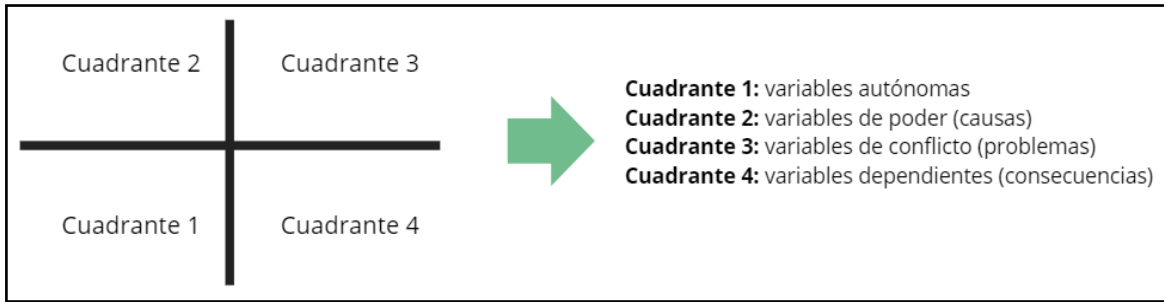 Cuadrante 2
Cuadrante 3
Cuadrante 1
Cuadrante 4
Cuadrante 1: variables autónomas
Cuadrante 2: variables de poder (causas)
Cuadrante 3: variables de conflicto (problemas)
Cuadrante 4: variables dependientes (consecuencias)